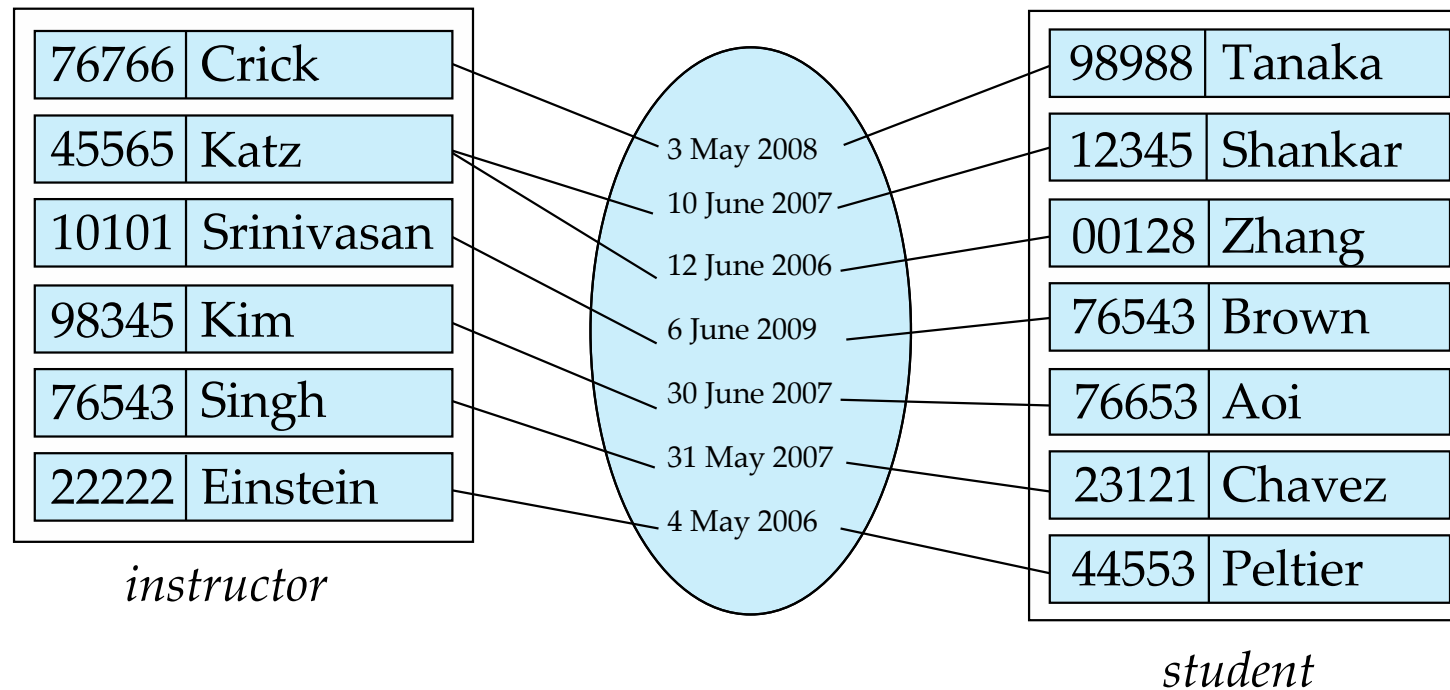 76766 Crick
45565 Katz
10101 Srinivasan
98345 Kim
76543 Singh
22222 Einstein
instructor
3 May 2008
10 June 2007
12 June 2006
6 June 2009
30 June 2007
31 May 2007
4 May 2006
98988 Tanaka
12345 Shankar
00128 Zhang
76543 Brown
76653 Aoi
23121 Chavez
44553 Peltier
student